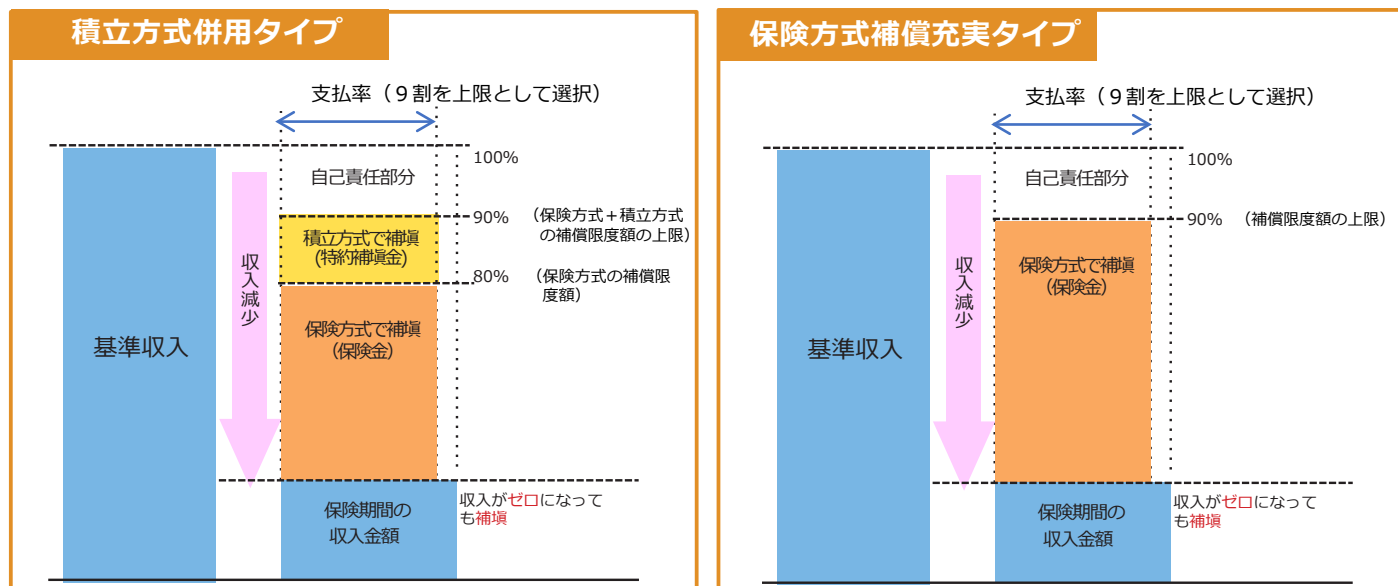 積立方式併用タイプ
支払率（９割を上限として選択）
100%
自己責任部分
90%
（保険方式＋積立方式
の補償限度額の上限）
積立方式で補塡
(特約補塡金)
80%
（保険方式の補償限
度額）
収入減少
基準収入
保険方式で補塡
(保険金)
保険期間の
収入金額
収入がゼロになって
も補塡
保険方式補償充実タイプ
支払率（９割を上限として選択）
100%
自己責任部分
90%
（補償限度額の上限）
保険方式で補塡
(保険金)
収入減少
基準収入
保険期間の
収入金額
収入がゼロになって
も補塡